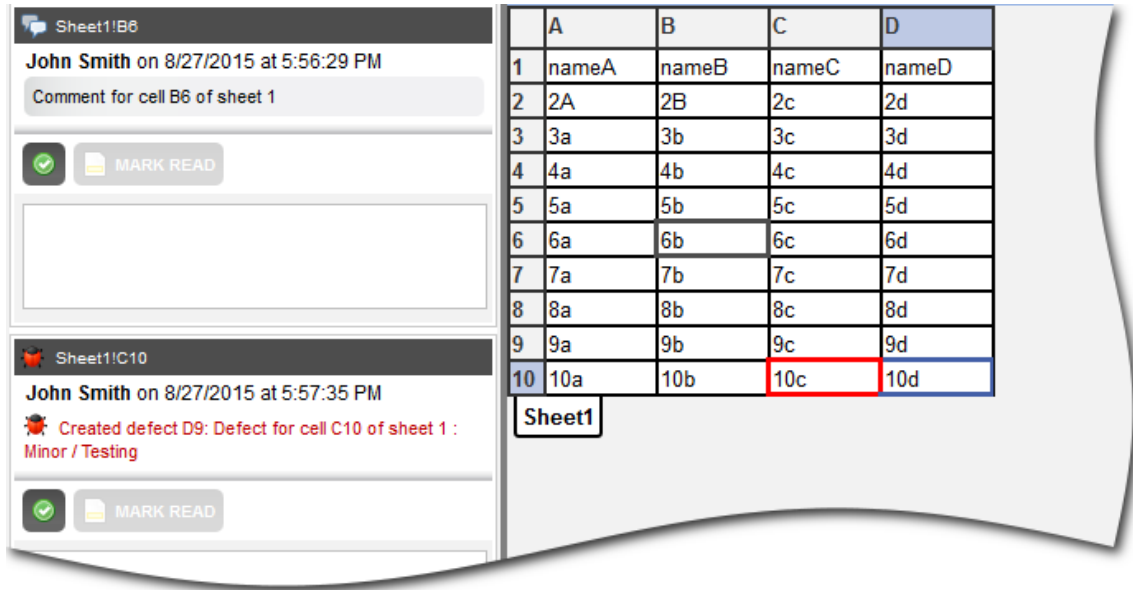 Sheet1!B6
John Smith on 8/27/2015 at 5:56:29 PM
Comment for cell B6 of sheet 1
MARK READ
Sheet1!C10
John Smith on 8/27/2015 at 5:57:35 PM
Created defect D9: Defect for cell C10 of sheet 1 :
Minor / Testing
MARK READ
A B C D
1 nameA nameB nameC nameD
2 2A 2B 2c 2d
3 3a 3b 3c 3d
4 4a 4b 4c 4d
5 5a 5b 5c 5d
6 6a 6b 6c 6d
7 7a 7b 7c 7d
8 8a 8b 8c 8d
9 9a 9b 9c 9d
10 10a 10b 10c 10d
Sheet1